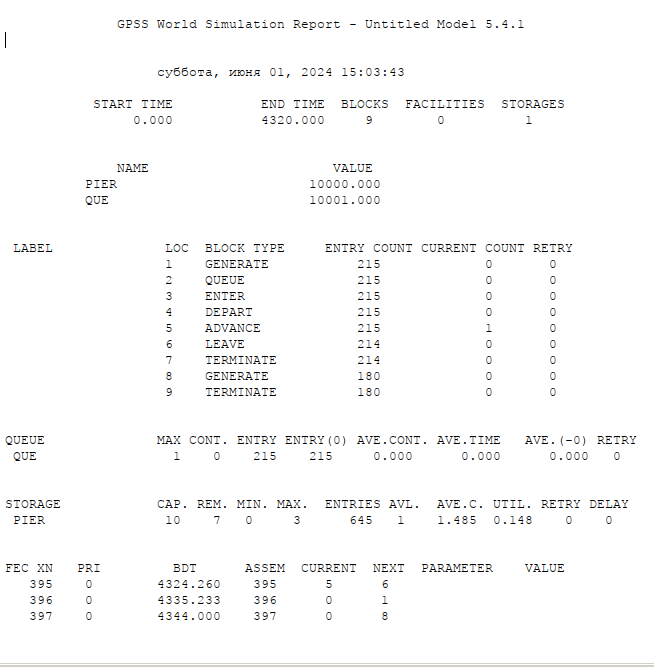 GPSS World Simulation Report - Untitled Model 5.4.1
суббота, июня 01, 2024 15:03:43
START TIME END TIME BLOCKS FACILITIES STORAGES
0.000 4320.000 9 0 1
NAME VALUE
PIER 10000.000
QUE 10001.000
LABEL LOC BLOCK TYPE ENTRY COUNT CURRENT COUNT RETRY
1 GENERATE 215 0 0
2 QUEUE 215 0 0
3 ENTER 215 0 0
4 DEPART 215 0 0
5 ADVANCE 215 1 0
6 LEAVE 214 0 0
7 TERMINATE 214 0 0
8 GENERATE 180 0 0
9 TERMINATE 180 0 0
QUEUE MAX CONT. ENTRY ENTRY(0) AVE.CONT. AVE.TIME AVE.(-0) RETRY
QUE 1 0 215 215 0.000 0.000 0.000 0
STORAGE CAP. REM. MIN. MAX. ENTRIES AVL. AVE.C. UTIL. RETRY DELAY
PIER 10 7 0 3 645 1 1.485 0.148 0 0
FEC XN PRI BDT ASSEM CURRENT NEXT PARAMETER VALUE
395 0 4324.260 395 5 6
396 0 4335.233 396 0 1
397 0 4344.000 397 0 8